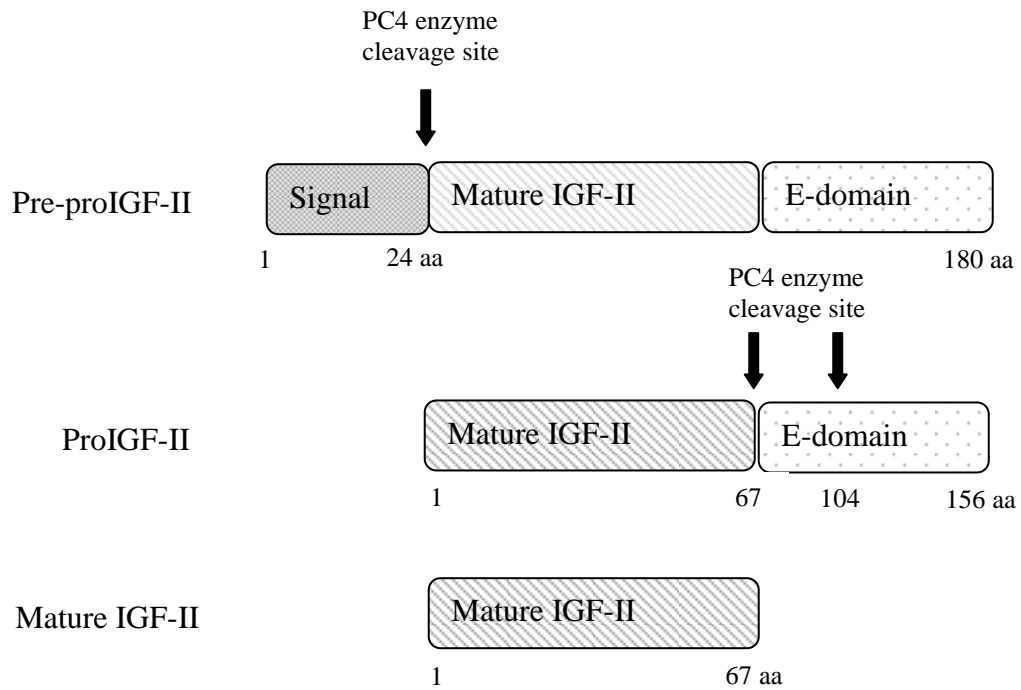 PC4 enzyme
cleavage site
Pre-proIGF-II
Signal
Mature IGF-II
E-domain
1
24 aa
180 aa
PC4 enzyme
cleavage site
ProIGF-II
Mature IGF-II
E-domain
1
67
104
156 aa
Mature IGF-II
Mature IGF-II
1
67 aa